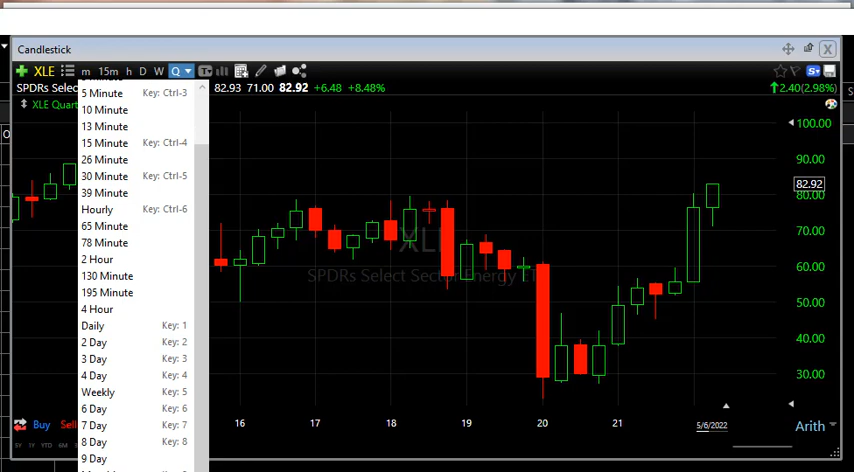 Candlestick
XLE m 15m h D W Q T
SPDRs Selec 82.93 71.00 82.92 +6.48 +8.48% 2.40(2.98%) S
XLE Quart
5 Minute Key: Ctrl-3
10 Minute
13 Minute
15 Minute Key: Ctrl-4
26 Minute
30 Minute Key: Ctrl-5
39 Minute
Hourly Key: Ctrl-6
65 Minute
78 Minute
2 Hour
130 Minute
195 Minute
4 Hour
Daily Key: 1
2 Day Key: 2
3 Day Key: 3
4 Day Key: 4
Weekly Key: 5
6 Day Key: 6
7 Day Key: 7
8 Day Key: 8
9 Day
XLE
SPDRs Select Sector Energy
100.00
90.00
82.92
80.00
70.00
60.00
50.00
40.00
30.00
Buy Sell
16 17 18 19 20 21 5/6/2022
Arith
5Y 1Y YTD 6M